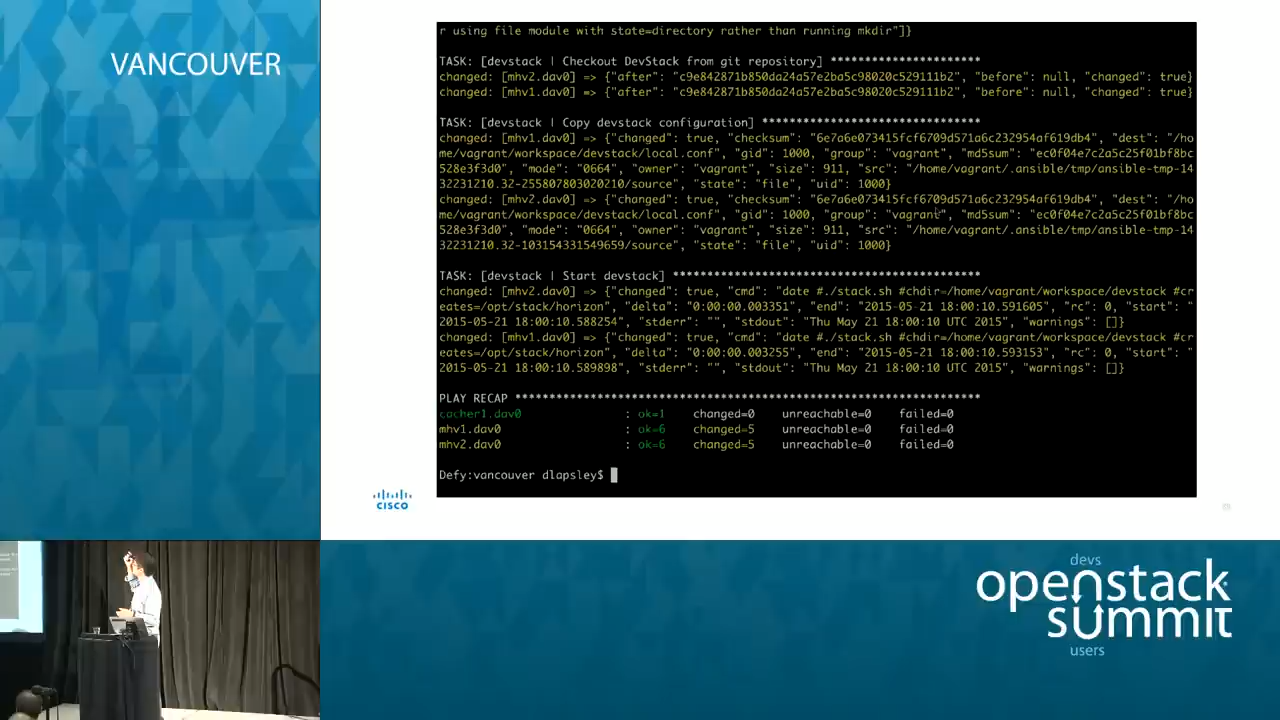 VANCOUVER
r using file module with state=directory rather than running mkdir"]}
TASK: [devstack | Checkout DevStack from git repository] **********************
changed: [mhv2.dav0] => {"after": "c9e842871b850da24a57e2ba5c98020c529111b2", "before": null, "changed": true}
changed: [mhv1.dav0] => {"after": "c9e842871b850da24a57e2ba5c98020c529111b2", "before": null, "changed": true}
TASK: [devstack | Copy devstack configuration] ********************************
changed: [mhv1.dav0] => {"changed": true, "checksum": "6e7a6e073415fcf6709d571a6c232954af619db4", "dest": "/ho
me/vagrant/workspace/devstack/local.conf", "gid": 1000, "group": "vagrant", "md5sum": "ec0f04e7c2a5c25f01bf8bc
528e3f3d0", "mode": "0664", "owner": "vagrant", "size": 911, "src": "/home/vagrant/.ansible/tmp/ansible-tmp-14
32231210.32-255807803020210/source", "state": "file", "uid": 1000}
changed: [mhv2.dav0] => {"changed": true, "checksum": "6e7a6e073415fcf6709d571a6c232954af619db4", "dest": "/ho
me/vagrant/workspace/devstack/local.conf", "gid": 1000, "group": "vagrant", "md5sum": "ec0f04e7c2a5c25f01bf8bc
528e3f3d0", "mode": "0664", "owner": "vagrant", "size": 911, "src": "/home/vagrant/.ansible/tmp/ansible-tmp-14
32231210.32-103154331549659/source", "state": "file", "uid": 1000}
TASK: [devstack | Start devstack] *******************************************
changed: [mhv2.dav0] => {"changed": true, "cmd": "date #./stack.sh #chdir=/home/vagrant/workspace/devstack #cr
eates=/opt/stack/horizon", "delta": "0:00:00.003351", "end": "2015-05-21 18:00:10.591605", "rc": 0, "start": "
2015-05-21 18:00:10.588254", "stderr": "", "stdout": "Thu May 21 18:00:10 UTC 2015", "warnings": []}
changed: [mhv1.dav0] => {"changed": true, "cmd": "date #./stack.sh #chdir=/home/vagrant/workspace/devstack #cr
eates=/opt/stack/horizon", "delta": "0:00:00.003255", "end": "2015-05-21 18:00:10.593153", "rc": 0, "start": "
2015-05-21 18:00:10.589898", "stderr": "", "stdout": "Thu May 21 18:00:10 UTC 2015", "warnings": []}
PLAY RECAP ********************************************************************
cacher1.dav0 : ok=1 changed=0 unreachable=0 failed=0
mhv1.dav0 : ok=6 changed=5 unreachable=0 failed=0
mhv2.dav0 : ok=6 changed=5 unreachable=0 failed=0
Defy:vancouver dlapsley$
CISCO
devs
openstack
summit
users